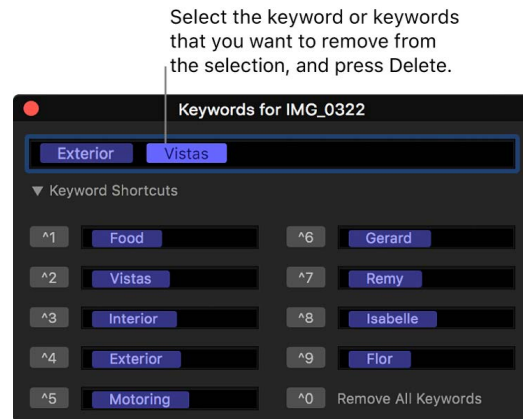 Select the keyword or keywords
that you want to remove from
the selection, and press Delete.
Keywords for IMG_0322
Exterior Vistas
▼ Keyword Shortcuts
^1 Food ^6 Gerard
^2 Vistas ^7 Remy
^3 Interior ^8 Isabelle
^4 Exterior ^9 Flor
^5 Motoring ^0 Remove All Keywords